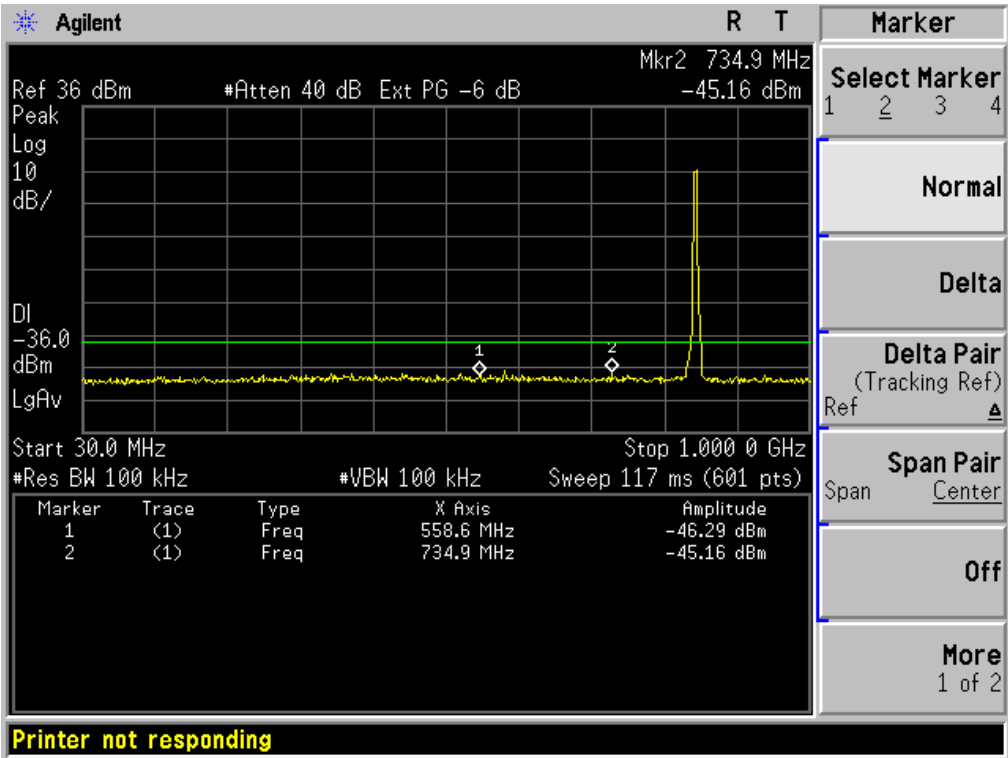 Agilent R T
Mkr2 734.9 MHz
Ref 36 dBm #Atten 40 dB Ext PG −6 dB −45.16 dBm
Peak
Log
10
dB/
DI
−36.0
dBm
LgAv
1
2
Start 30.0 MHz Stop 1.000 0 GHz
#Res BW 100 kHz #VBW 100 kHz Sweep 117 ms (601 pts)
Marker Trace Type X Axis Amplitude
1 (1) Freq 558.6 MHz −46.29 dBm
2 (1) Freq 734.9 MHz −45.16 dBm
Printer not responding
Marker
Select Marker
1 2 3 4
Normal
Delta
Delta Pair
(Tracking Ref)
Ref Δ
Span Pair
Span Center
Off
More
1 of 2